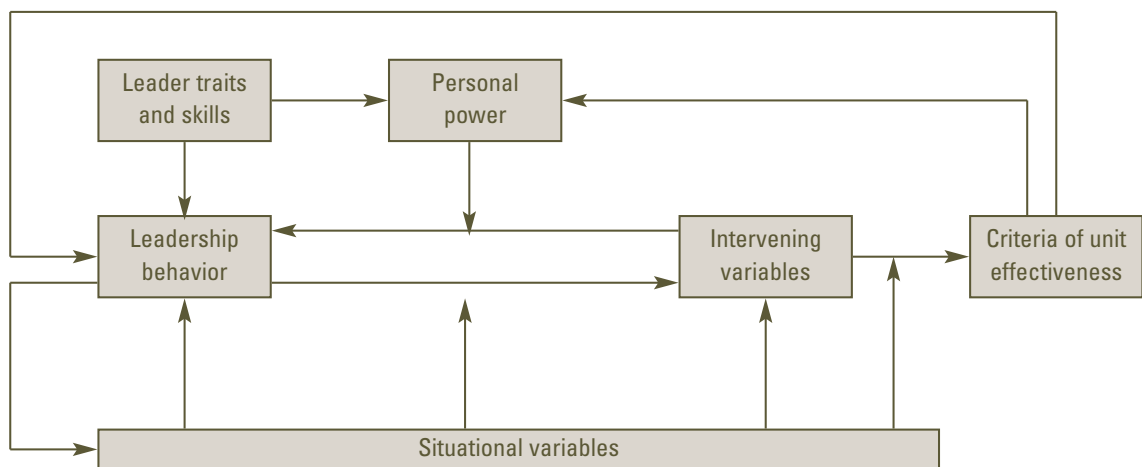 Leader traits
and skills
Personal
power
Leadership
behavior
Intervening
variables
Criteria of unit
effectiveness
Situational variables